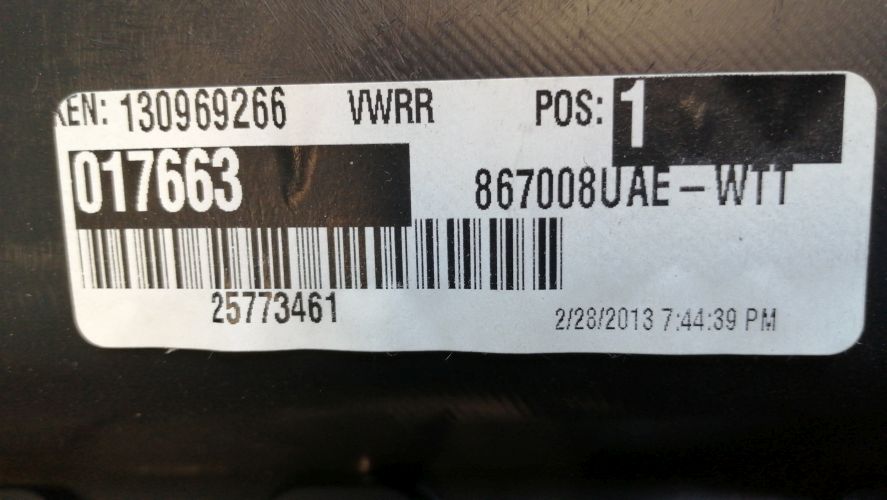 KEN: 130969266 VWRR POS: 1
017663
867008UAE-WTT
25773461
2/28/2013 7:44:39 PM